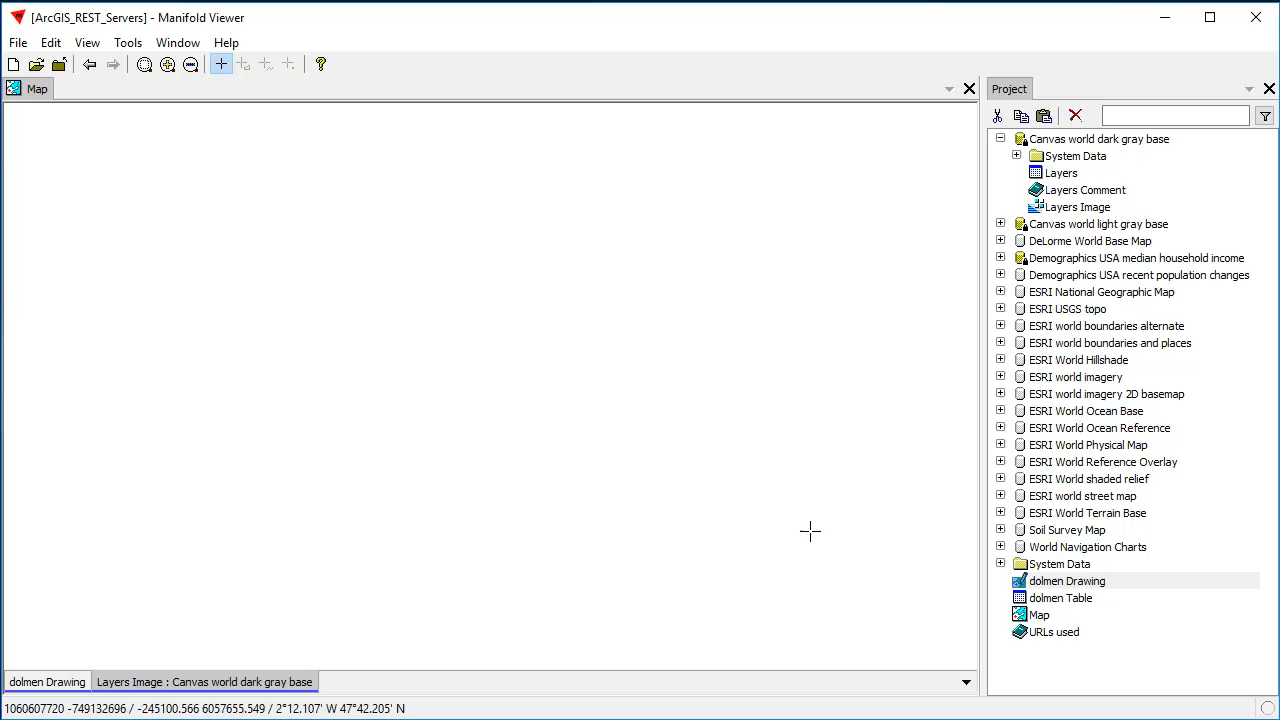 [ArcGIS_REST_Servers] - Manifold Viewer
File Edit View Tools Window Help
Map
Project
Canvas world dark gray base
System Data
Layers
Layers Comment
Layers Image
Canvas world light gray base
DeLorme World Base Map
Demographics USA median household income
Demographics USA recent population changes
ESRI National Geographic Map
ESRI USGS topo
ESRI world boundaries alternate
ESRI world boundaries and places
ESRI World Hillshade
ESRI world imagery
ESRI world imagery 2D basemap
ESRI World Ocean Base
ESRI World Ocean Reference
ESRI World Physical Map
ESRI World Reference Overlay
ESRI World shaded relief
ESRI world street map
ESRI World Terrain Base
Soil Survey Map
World Navigation Charts
System Data
dolmen Drawing
dolmen Table
Map
URLs used
dolmen Drawing
Layers Image : Canvas world dark gray base
1060607720 -749132696 / -245100.566 6057655.549 / 2°12.107' W 47°42.205' N